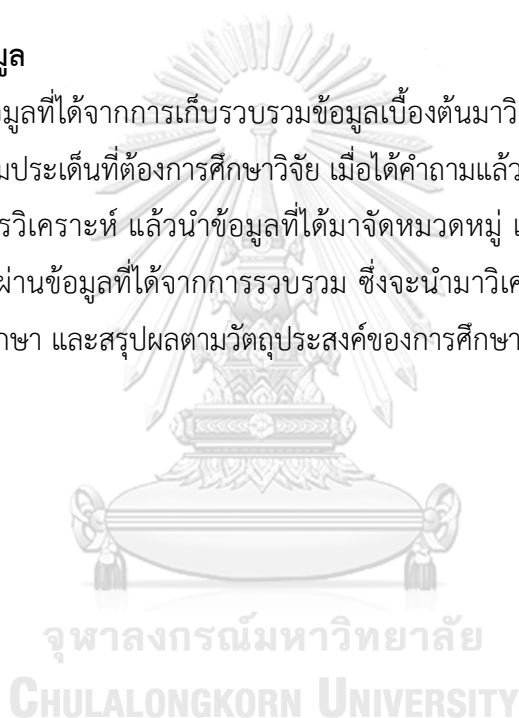 มูล
อมูลที่ได้จากการเก็บรวบรวมข้อมูลเบื้องต้นมาวิ
มประเด็นที่ต้องการศึกษาวิจัย เมื่อได้คำถามแล้ว
รวิเคราะห์ แล้วนำข้อมูลที่ได้มาจัดหมวดหมู่ เ
ผ่านข้อมูลที่ได้จากการรวบรวม ซึ่งจะนำมาวิเค
กษา และสรุปผลตามวัตถุประสงค์ของการศึกษา
จุฬาลงกรณ์มหาวิทยาลัย
CHULALONGKORN UNIVERSITY